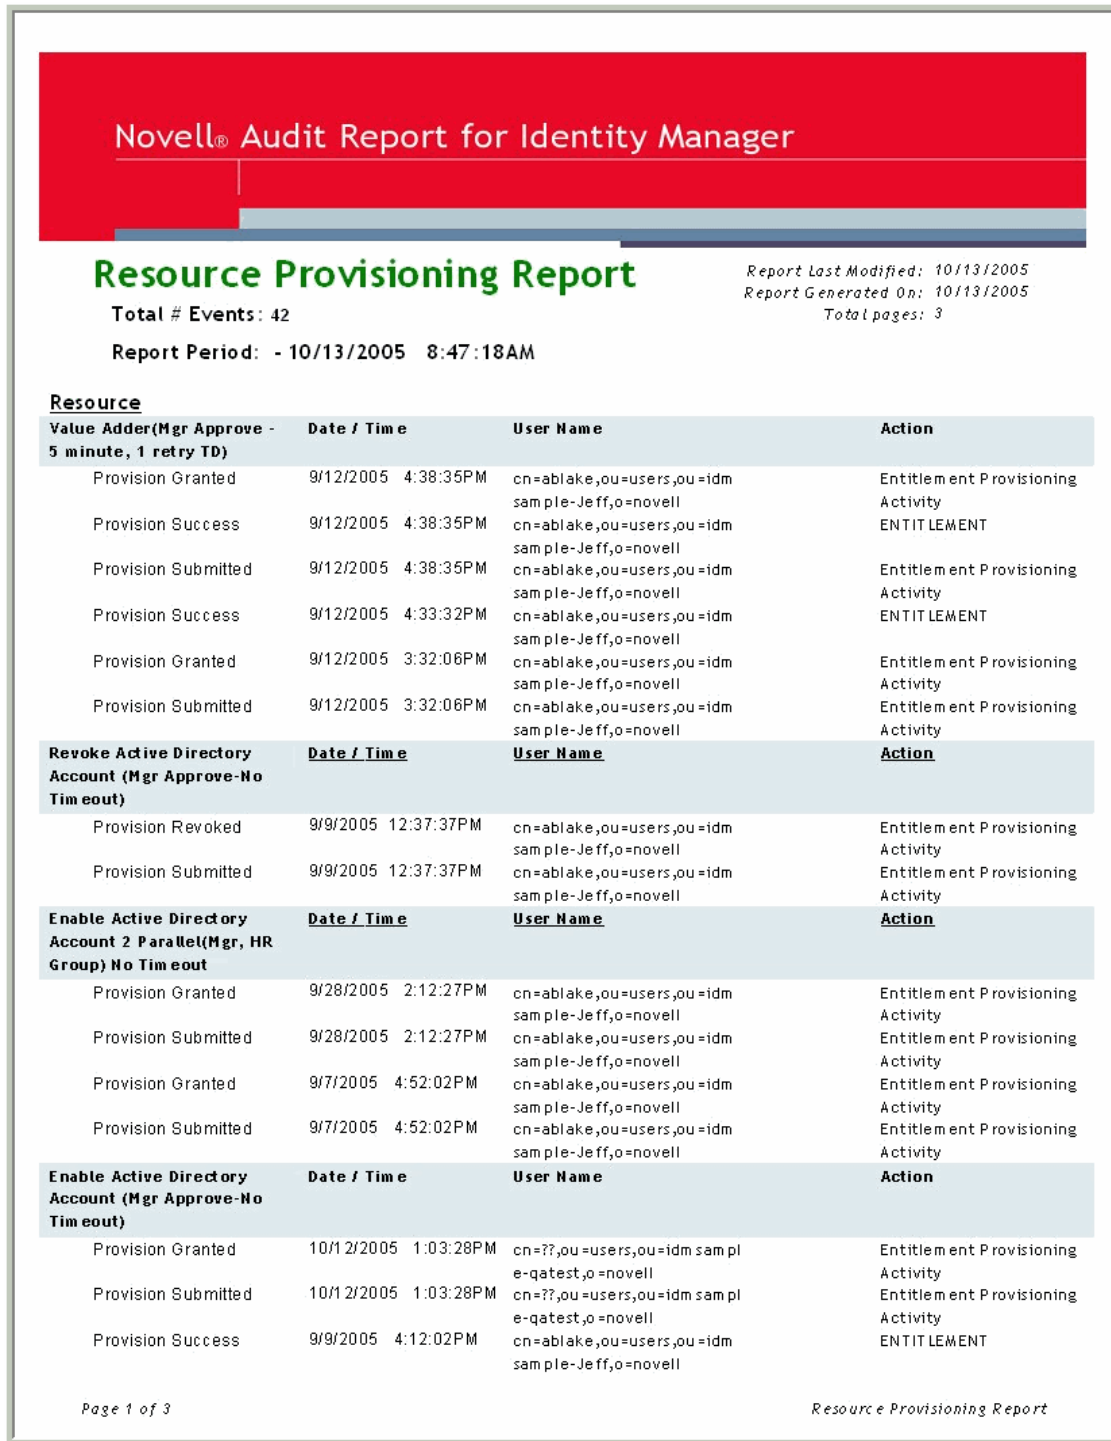 Novell® Audit Report for Identity Manager
Resource Provisioning Report
Report Last Modified: 10/13/2005
Report Generated On: 10/13/2005
Total pages: 3
Total # Events: 42
Report Period: - 10/13/2005 8:47:18AM
Resource
Value Adder(Mgr Approve - Date / Time User Name Action
5 minute, 1 retry TD)
Provision Granted 9/12/2005 4:38:35PM cn=ablake,ou=users,ou=idm Entitlement Provisioning
sample-Jeff,o=novell Activity
Provision Success 9/12/2005 4:38:35PM cn=ablake,ou=users,ou=idm ENTITLEMENT
sample-Jeff,o=novell
Provision Submitted 9/12/2005 4:38:35PM cn=ablake,ou=users,ou=idm Entitlement Provisioning
sample-Jeff,o=novell Activity
Provision Success 9/12/2005 4:33:32PM cn=ablake,ou=users,ou=idm ENTITLEMENT
sample-Jeff,o=novell
Provision Granted 9/12/2005 3:32:06PM cn=ablake,ou=users,ou=idm Entitlement Provisioning
sample-Jeff,o=novell Activity
Provision Submitted 9/12/2005 3:32:06PM cn=ablake,ou=users,ou=idm Entitlement Provisioning
sample-Jeff,o=novell Activity
Revoke Active Directory Date / Time User Name Action
Account (Mgr Approve-No
Timeout)
Provision Revoked 9/9/2005 12:37:37PM cn=ablake,ou=users,ou=idm Entitlement Provisioning
sample-Jeff,o=novell Activity
Provision Submitted 9/9/2005 12:37:37PM cn=ablake,ou=users,ou=idm Entitlement Provisioning
sample-Jeff,o=novell Activity
Enable Active Directory Date / Time User Name Action
Account 2 Parallel(Mgr, HR
Group) No Timeout
Provision Granted 9/28/2005 2:12:27PM cn=ablake,ou=users,ou=idm Entitlement Provisioning
sample-Jeff,o=novell Activity
Provision Submitted 9/28/2005 2:12:27PM cn=ablake,ou=users,ou=idm Entitlement Provisioning
sample-Jeff,o=novell Activity
Provision Granted 9/7/2005 4:52:02PM cn=ablake,ou=users,ou=idm Entitlement Provisioning
sample-Jeff,o=novell Activity
Provision Submitted 9/7/2005 4:52:02PM cn=ablake,ou=users,ou=idm Entitlement Provisioning
sample-Jeff,o=novell Activity
Enable Active Directory Date / Time User Name Action
Account (Mgr Approve-No
Timeout)
Provision Granted 10/12/2005 1:03:28PM cn=??,ou=users,ou=idmsampl Entitlement Provisioning
e-qatest,o=novell Activity
Provision Submitted 10/12/2005 1:03:28PM cn=??,ou=users,ou=idmsampl Entitlement Provisioning
e-qatest,o=novell Activity
Provision Success 9/9/2005 4:12:02PM cn=ablake,ou=users,ou=idm ENTITLEMENT
sample-Jeff,o=novell
Page 1 of 3 Resource Provisioning Report